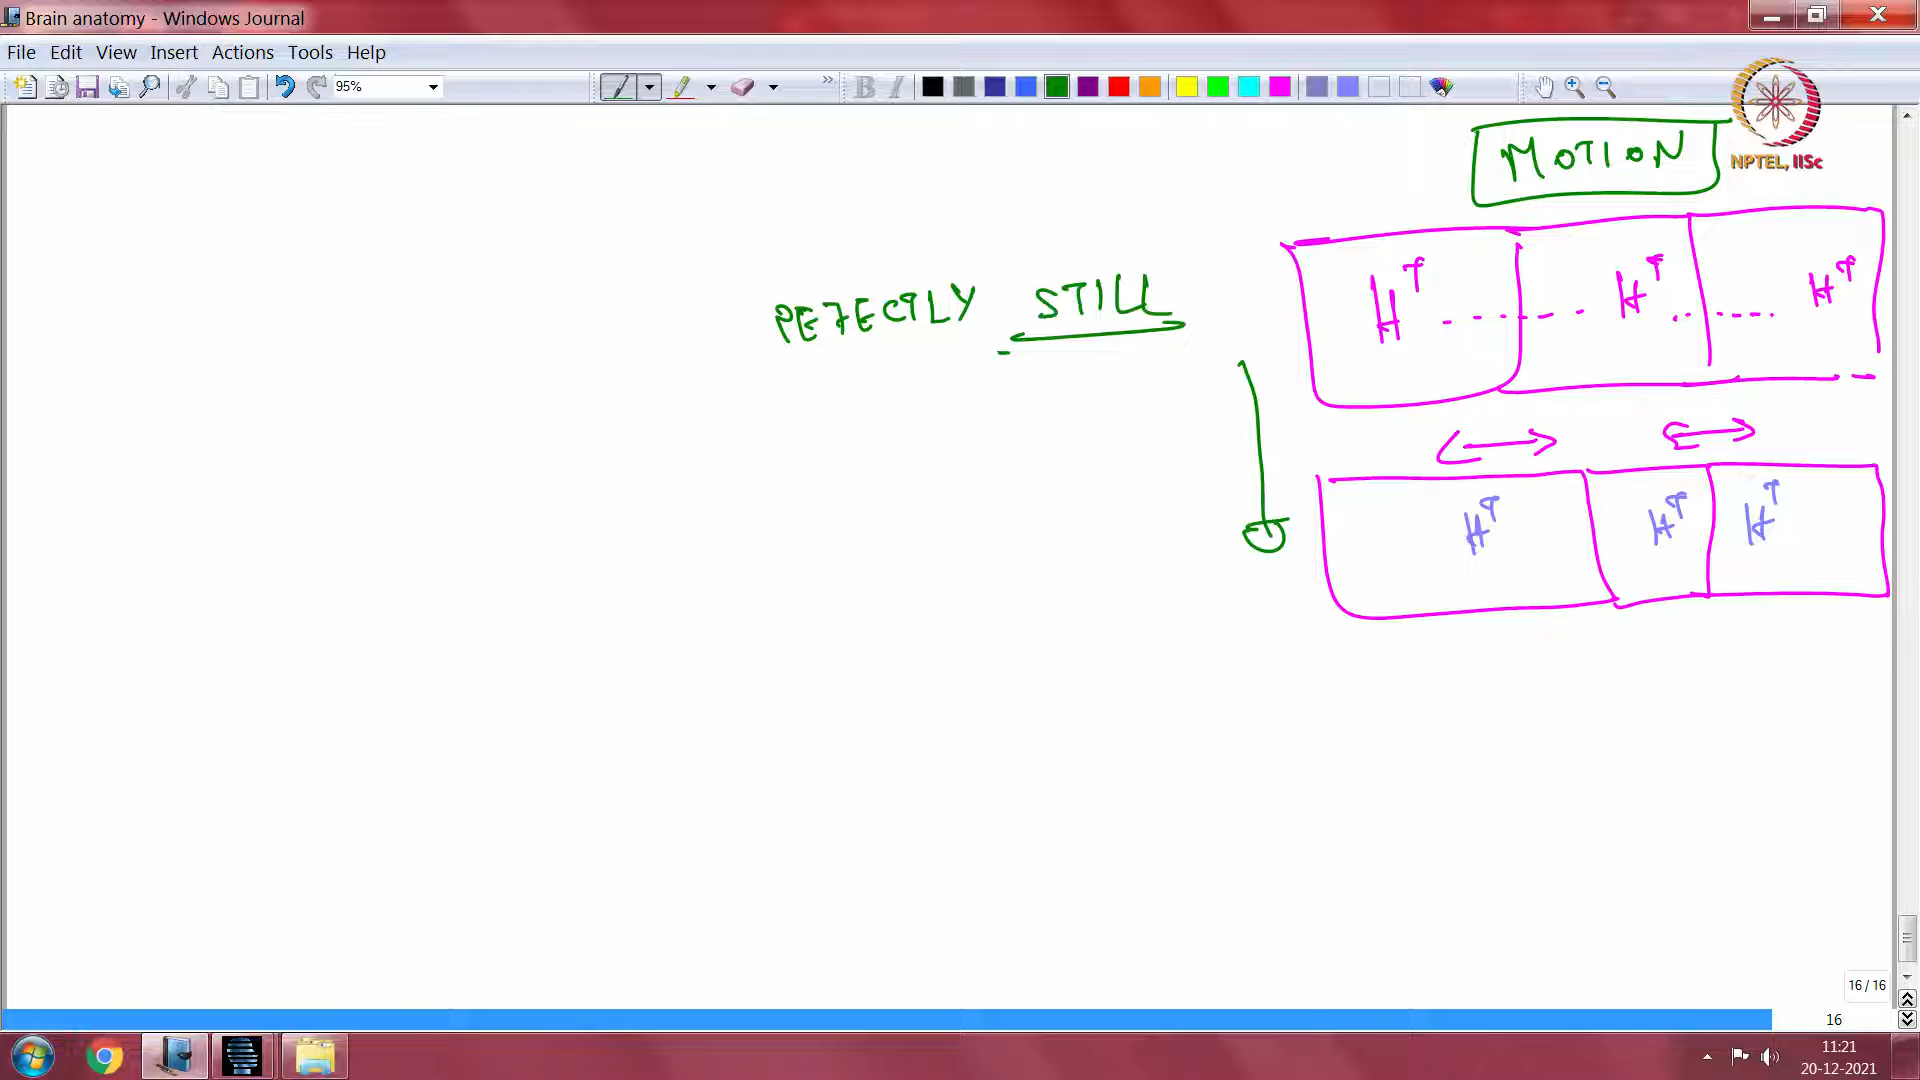 Brain anatomy - Windows Journal
File Edit View Insert Actions Tools Help
95%
MOTION
NPTEL, IISc
PEFECTLY STILL
H↑ H↑ H↑
H↑ H↑ H↑
16 / 16
16
11:21
20-12-2021